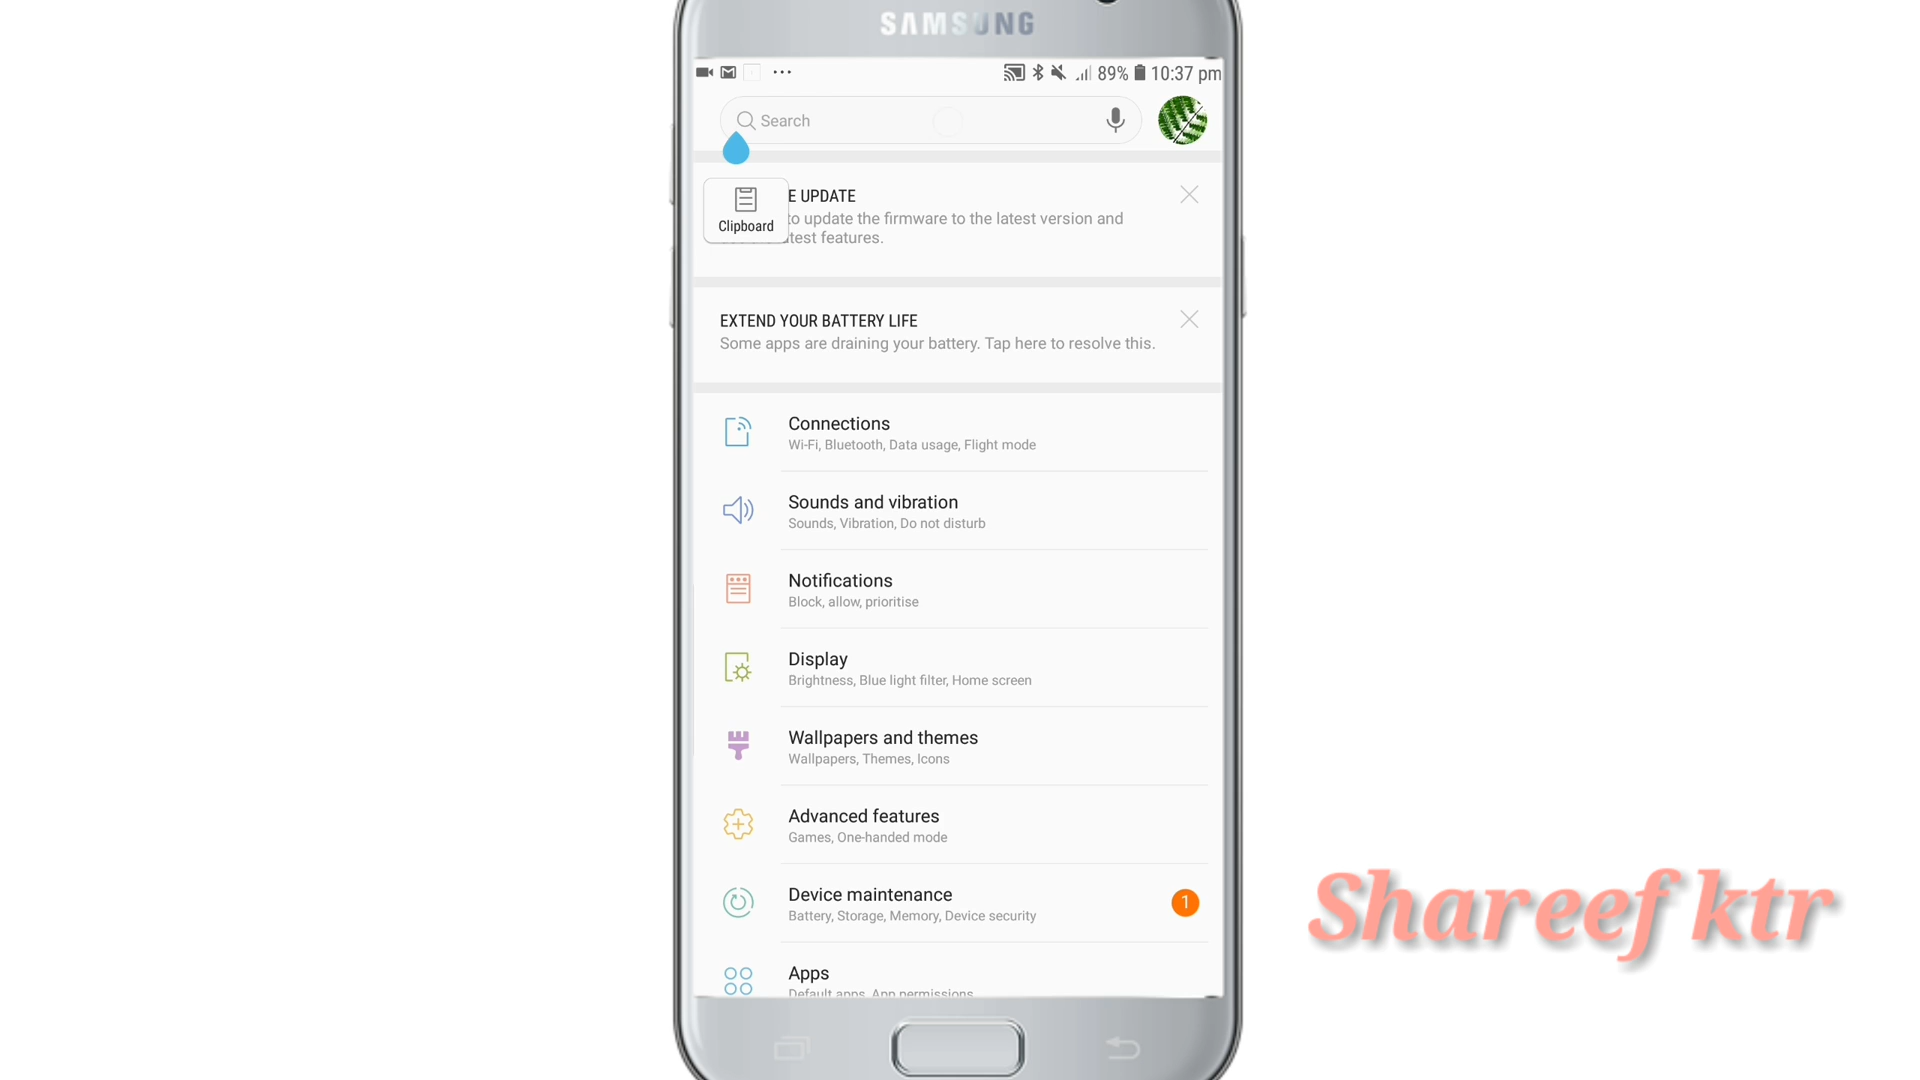 SAMSUNG
89% 10:37 pm
Search
E UPDATE
to update the firmware to the latest version and
test features.
Clipboard
EXTEND YOUR BATTERY LIFE
Some apps are draining your battery. Tap here to resolve this.
Connections
Wi-Fi, Bluetooth, Data usage, Flight mode
Sounds and vibration
Sounds, Vibration, Do not disturb
Notifications
Block, allow, prioritise
Display
Brightness, Blue light filter, Home screen
Wallpapers and themes
Wallpapers, Themes, Icons
Advanced features
Games, One-handed mode
Device maintenance
Battery, Storage, Memory, Device security
1
Apps
Default apps, App permissions
Shareef ktr